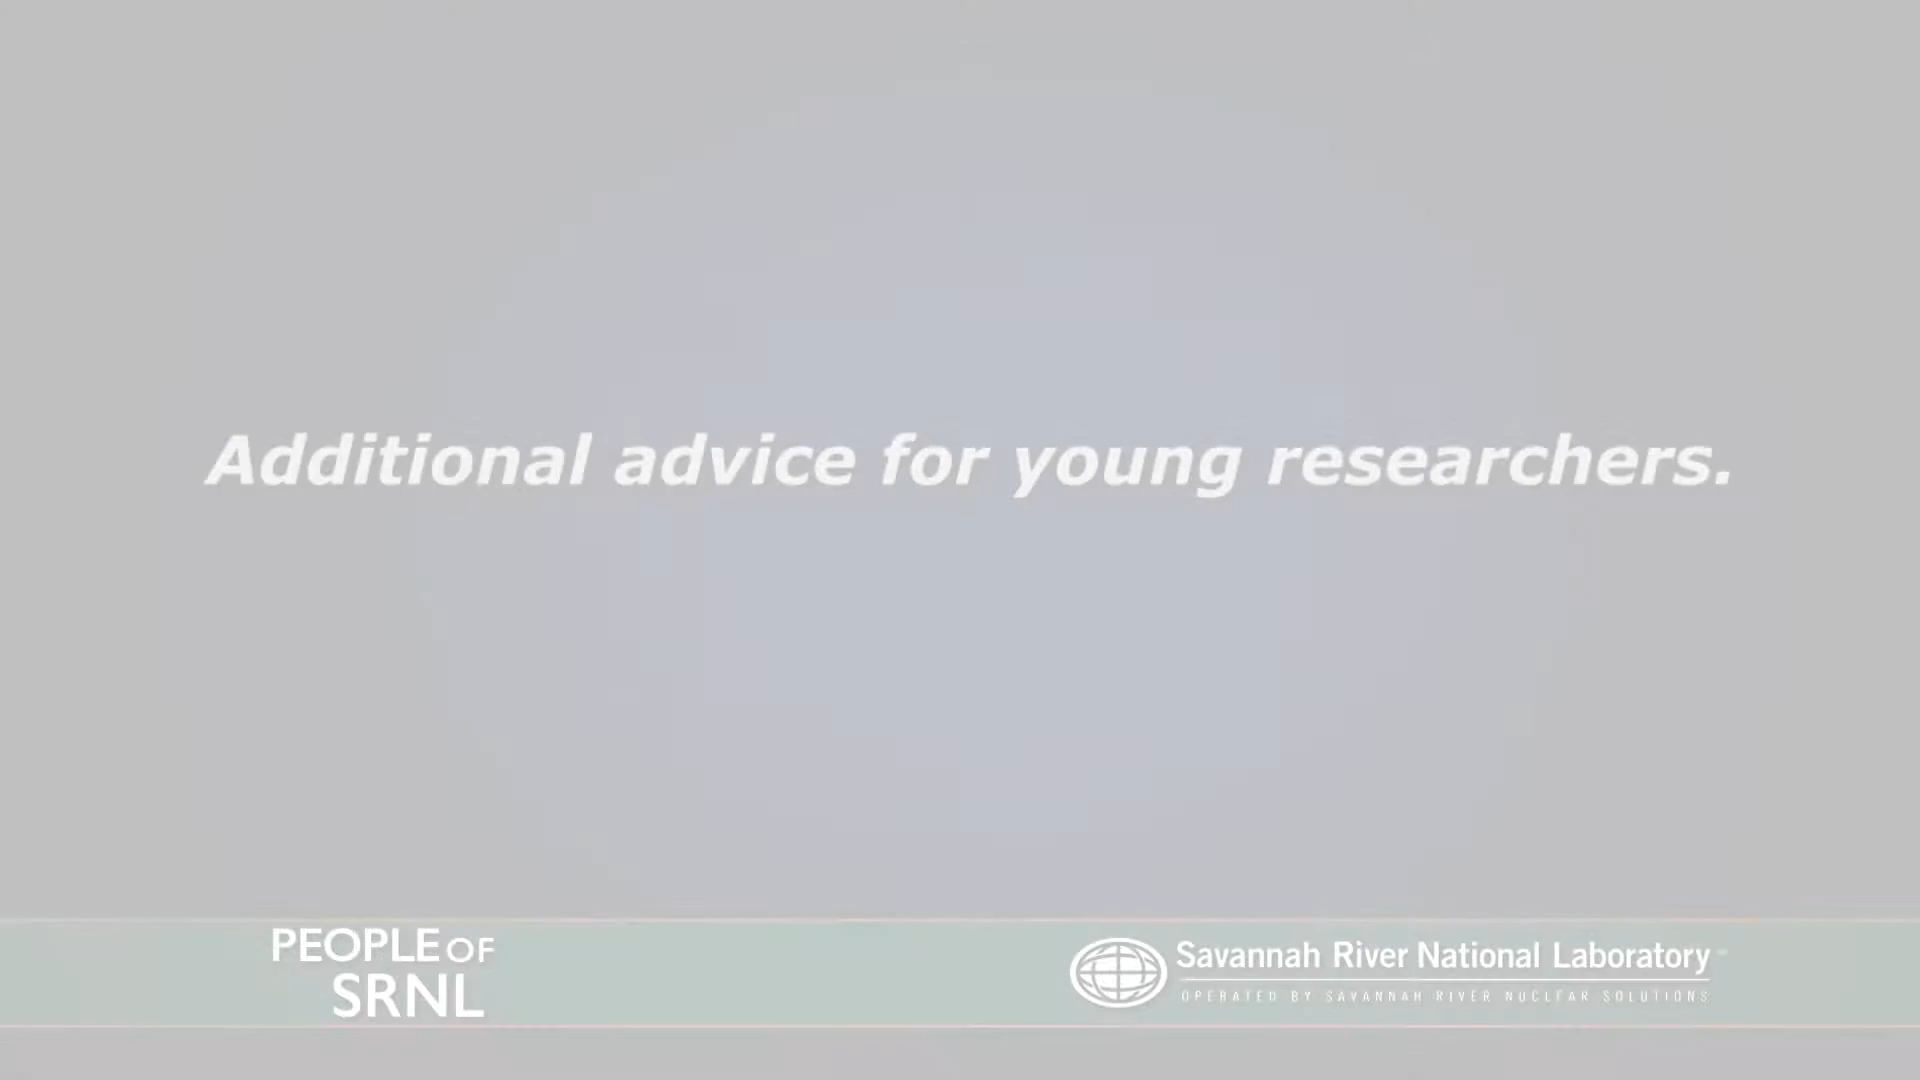 Additional advice for young researchers.
PEOPLE OF
SRNL
Savannah River National Laboratory
OPERATED BY SAVANNAH RIVER NUCLEAR SOLUTIONS